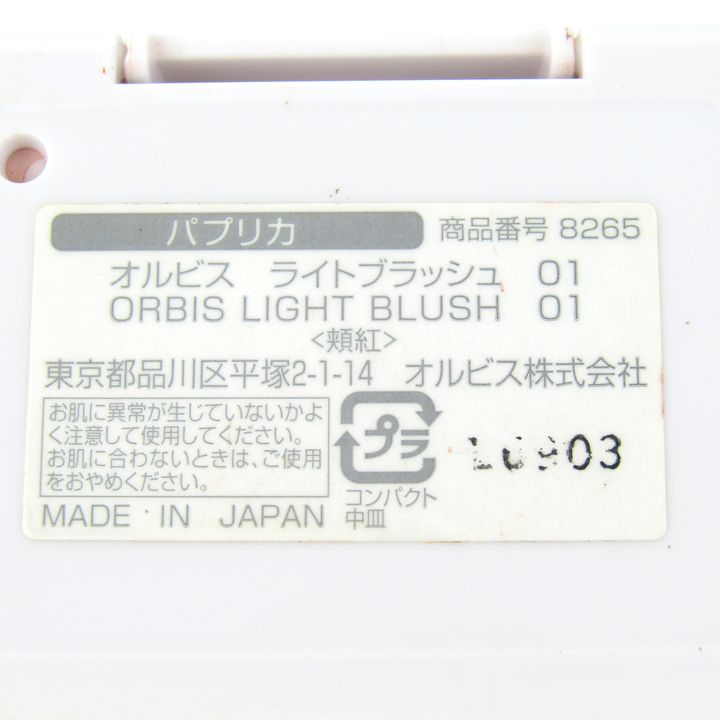 パプリカ 商品番号 8265
オルビス ライトブラッシュ 01
ORBIS LIGHT BLUSH 01
<頬紅>
東京都品川区平塚2-1-14 オルビス株式会社
お肌に異常が生じていないかよ
く注意して使用してください。
お肌に合わないときは、ご使用
をおやめください。
プラ
コンパクト
中皿
MADE IN JAPAN